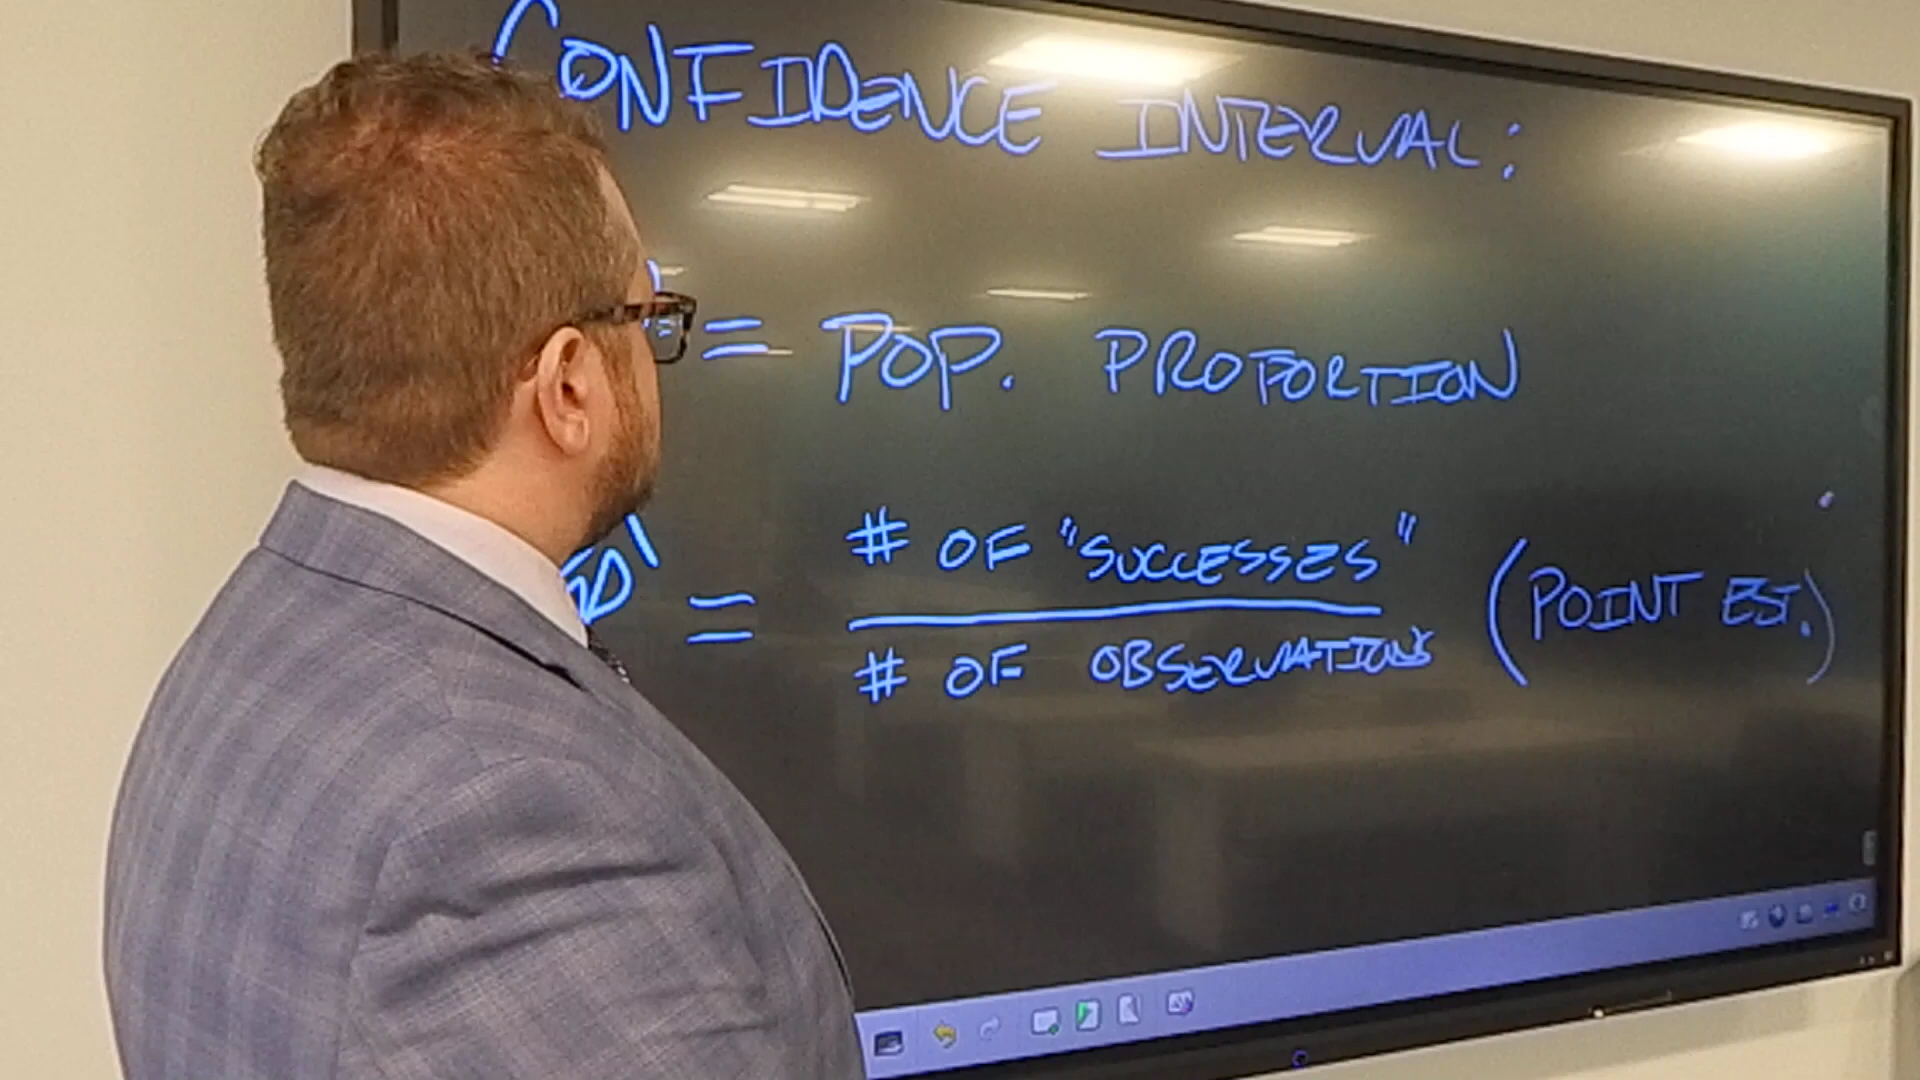 CONFIDENCE INTERVAL:
= POP. PROPORTION
= # OF "SUCCESSES"
# OF OBSERVATIONS
(POINT EST.)